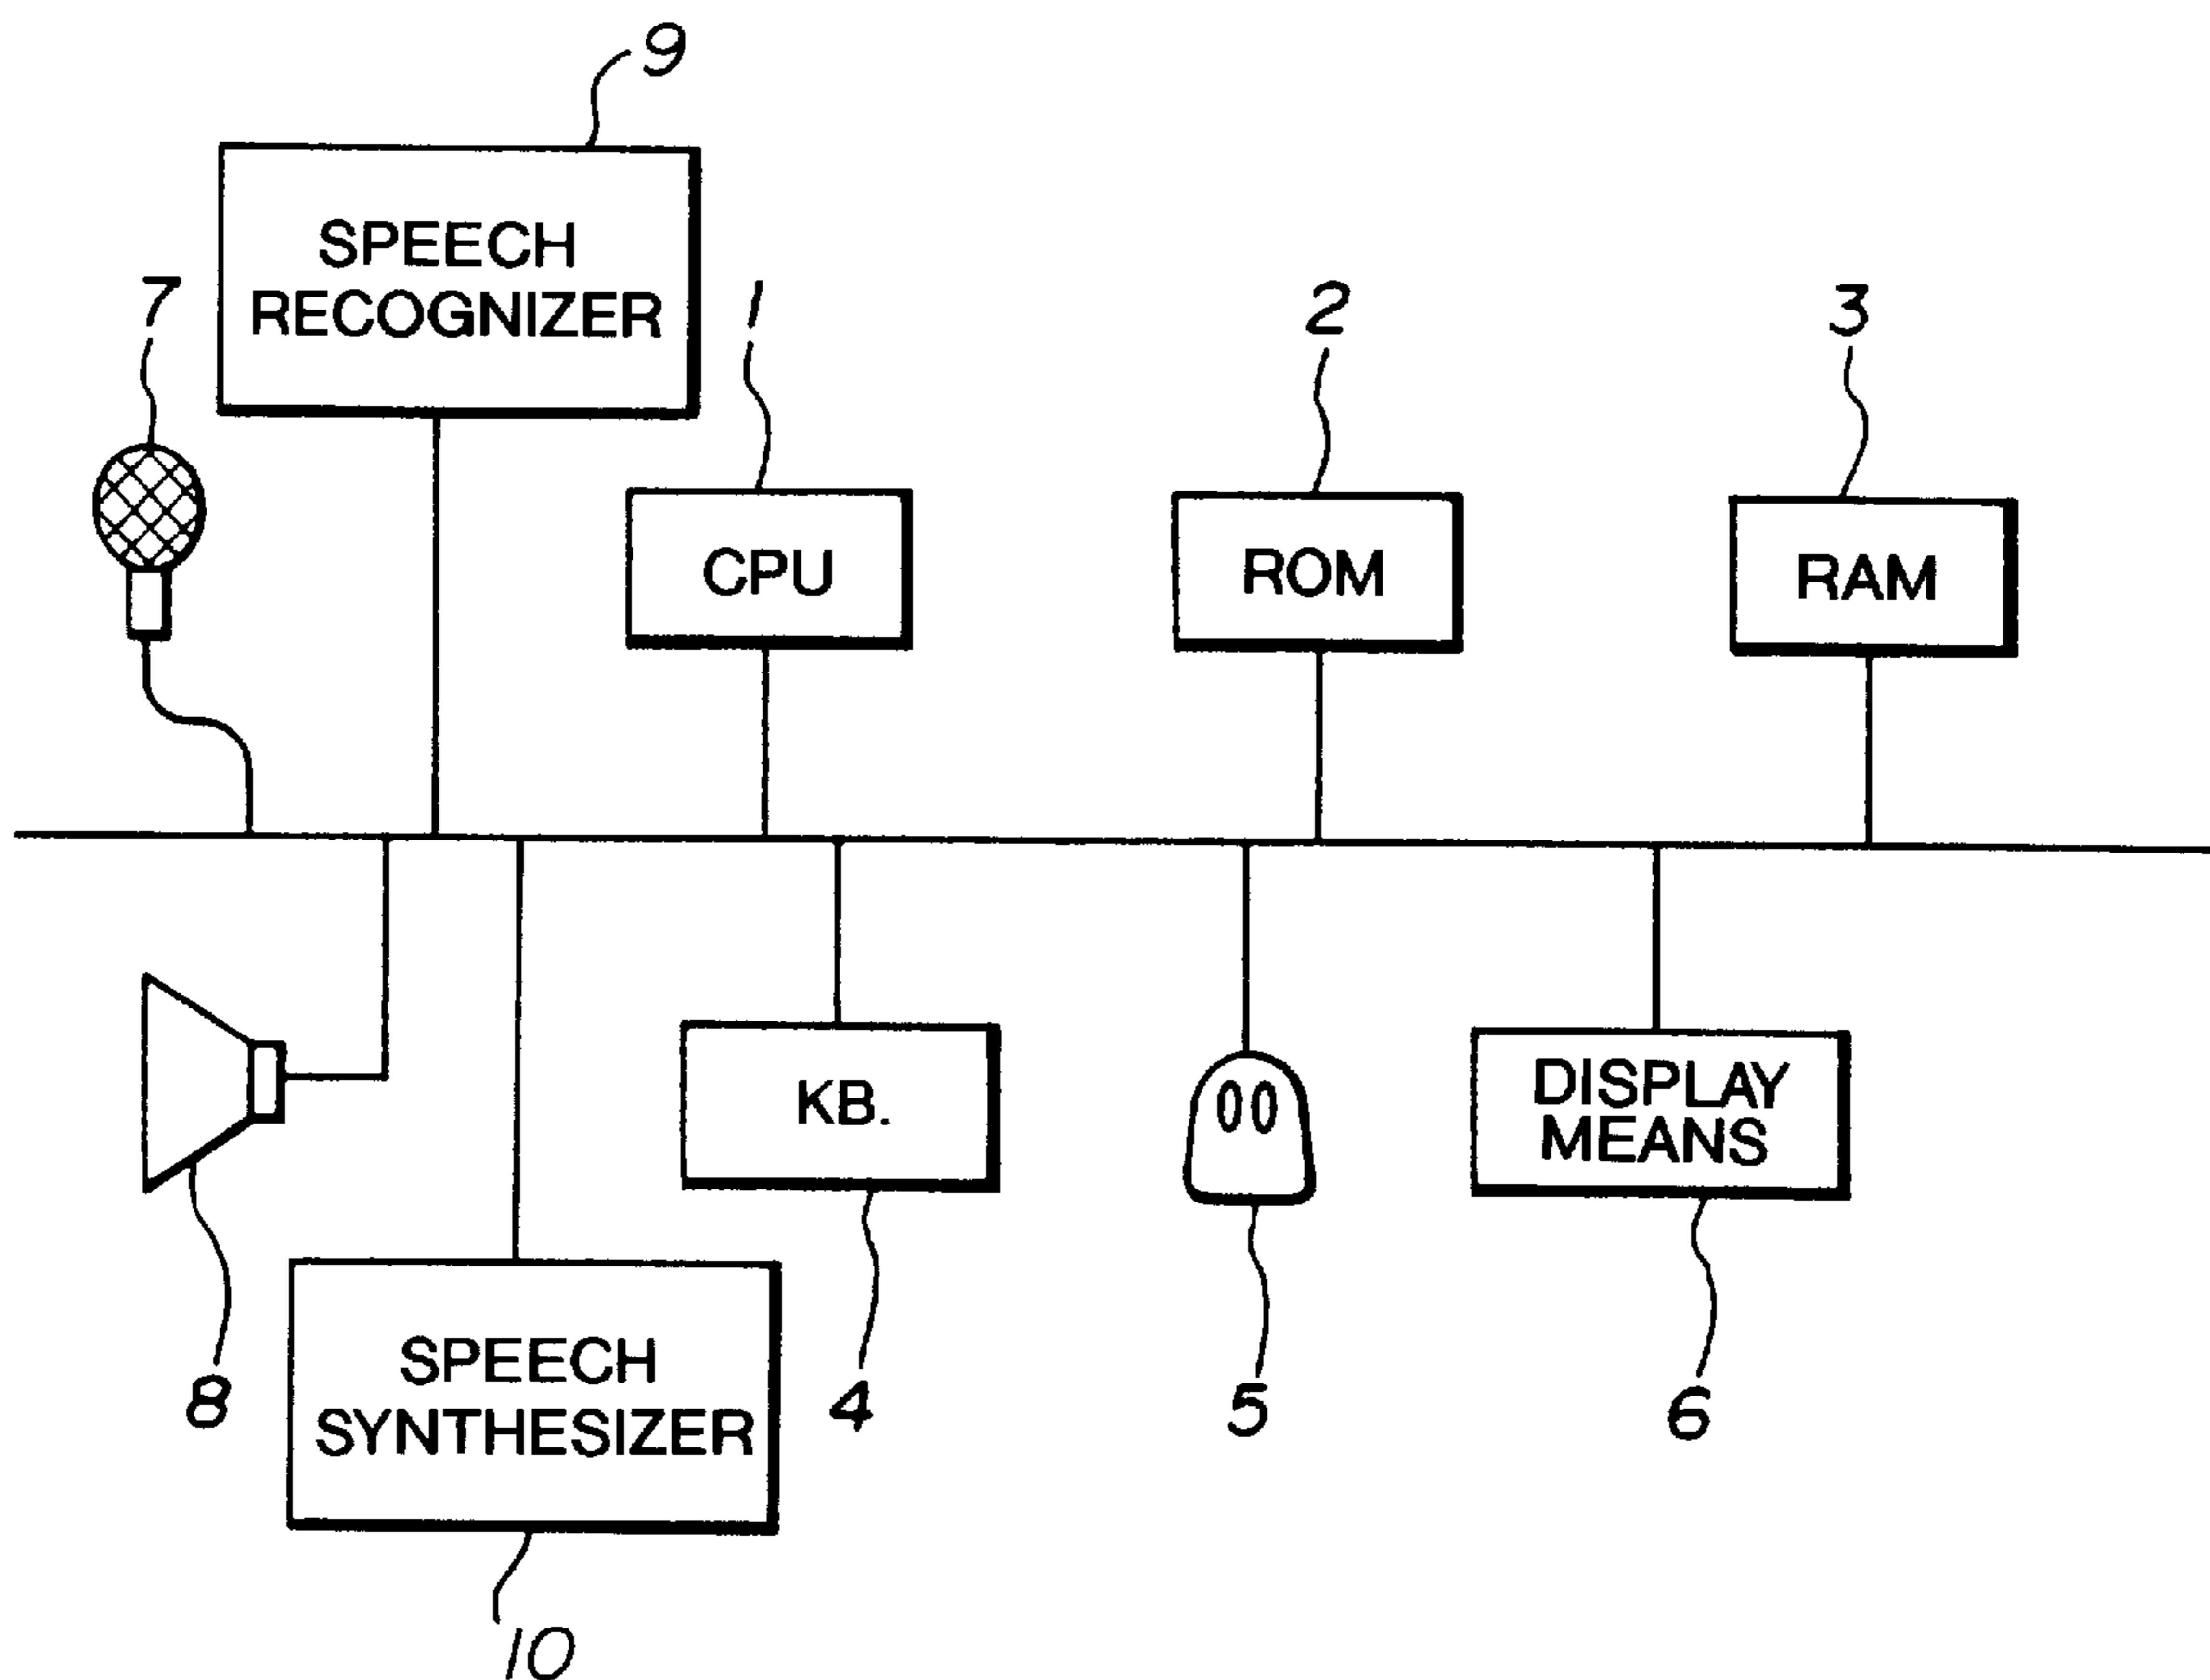 9
SPEECH
RECOGNIZER
7
1
2
3
CPU
ROM
RAM
KB.
DISPLAY
MEANS
8
SPEECH
SYNTHESIZER
4
5
6
10